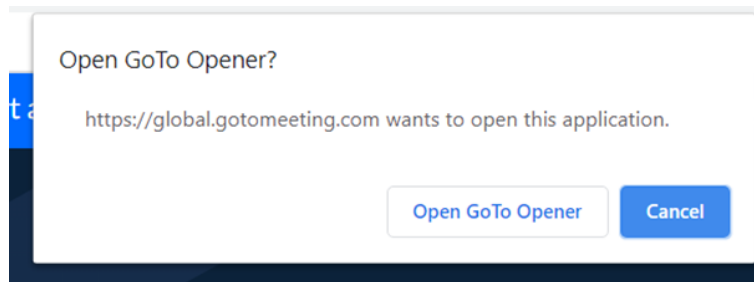 Open GoTo Opener?
https://global.gotomeeting.com wants to open this application.
Open GoTo Opener
Cancel